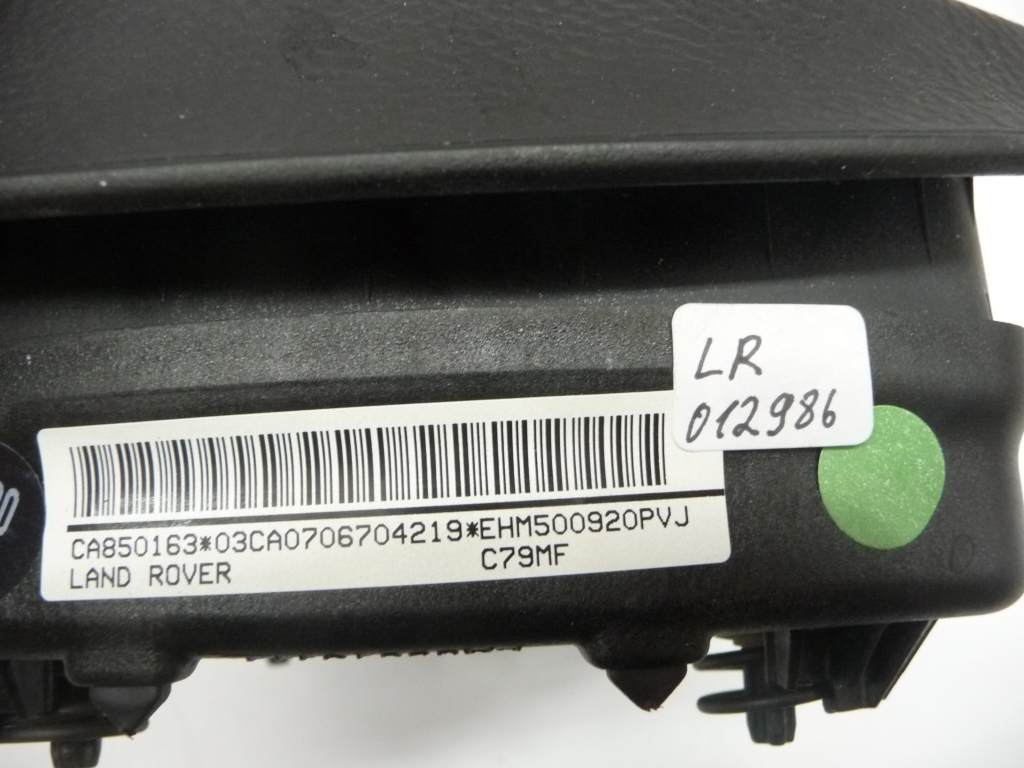 LR
012986
CA850163*03CA0706704219*EHM500920PVJ
LAND ROVER C79MF